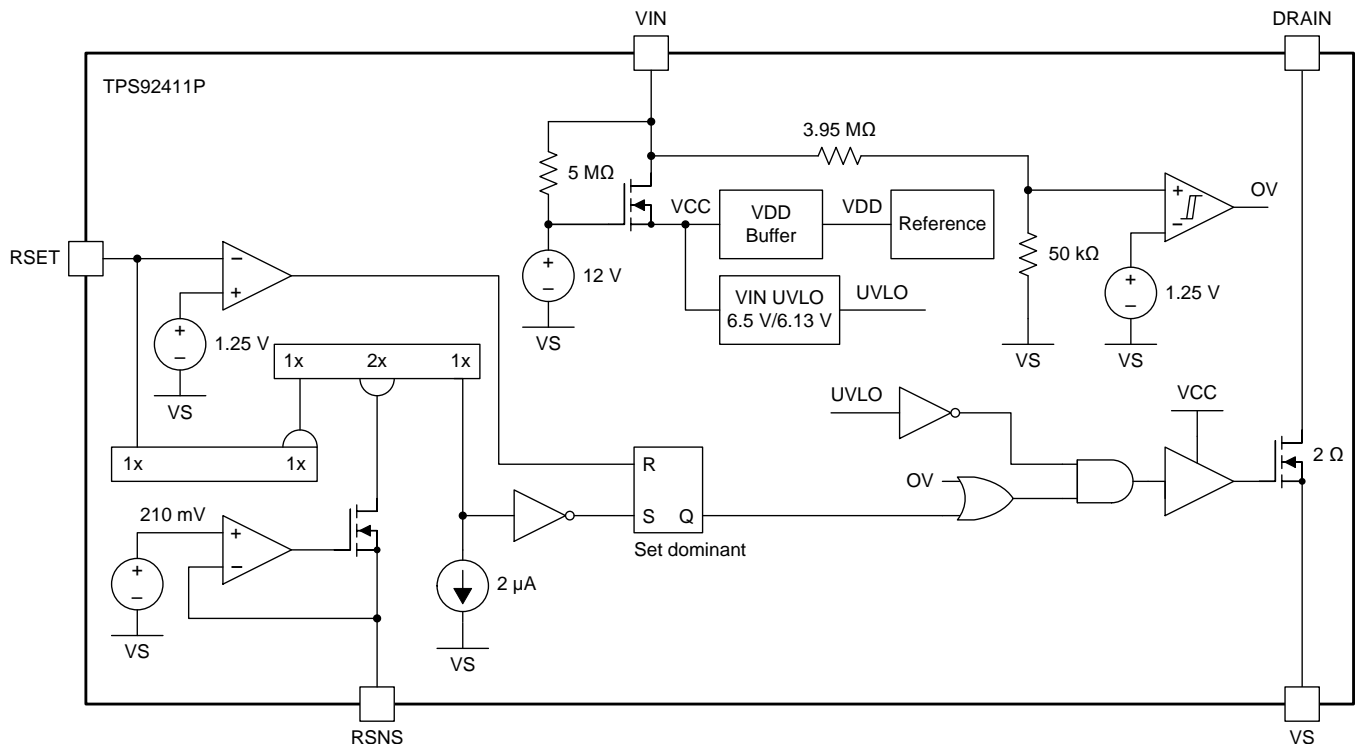 VIN
DRAIN
TPS92411P
3.95 MΩ
5 MΩ
VCC
VDD
Buffer
VDD
Reference
+
−
OV
RSET
−
+
+
−
12 V
50 kΩ
+
−
1.25 V
VIN UVLO
6.5 V/6.13 V
UVLO
+
−
1.25 V
VS
VS
VS
1x
2x
1x
VS
UVLO
VCC
1x
1x
R
OV
2 Ω
210 mV
S
Q
+
−
Set dominant
+
−
2 µA
VS
VS
RSNS
VS